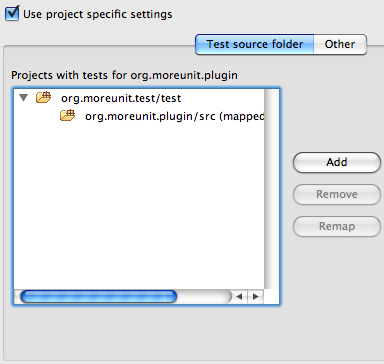 Use project specific settings
Test source folder Other
Projects with tests for org.moreunit.plugin
org.moreunit.test/test
org.moreunit.plugin/src (mapped
Add
Remove
Remap